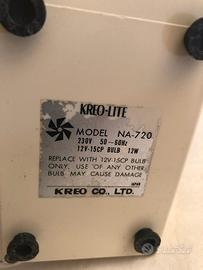 KREO-LITE
MODEL NA-720
230V 50-60Hz
12V-15CP BULB 12W
REPLACE WITH 12V-15CP BULB
ONLY. USE OF ANY OTHER
BULB MAY CAUSE DAMAGE
JAPAN
KREO CO., LTD.
subito